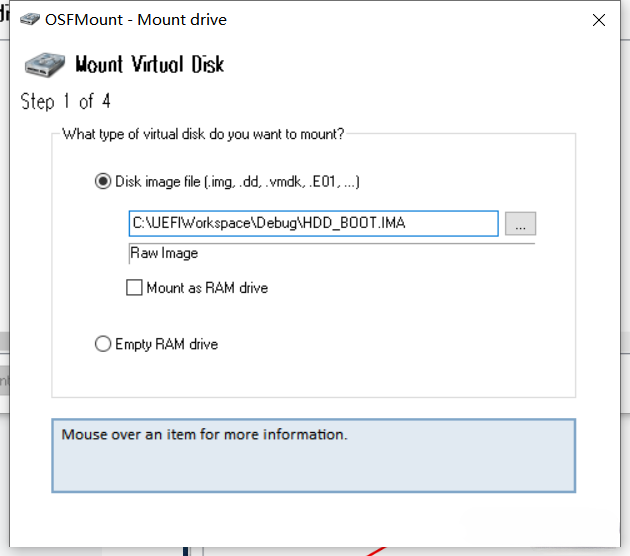 OSFMount - Mount drive
Mount Virtual Disk
Step 1 of 4
What type of virtual disk do you want to mount?
Disk image file (.img, .dd, .vmdk, .E01, ...)
C:\UEFIWorkspace\Debug\HDD_BOOT.IMA
...
Raw Image
Mount as RAM drive
Empty RAM drive
Mouse over an item for more information.